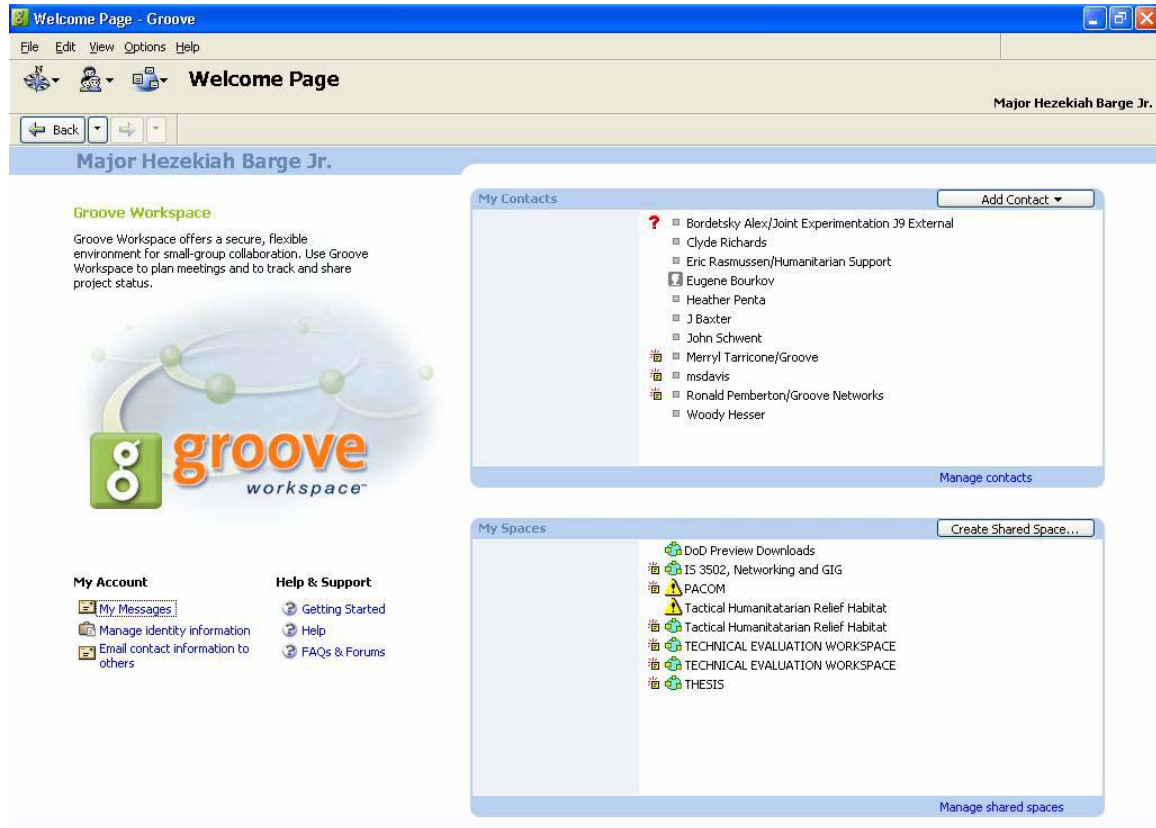 Welcome Page - Groove
File Edit View Options Help
Welcome Page
Major Hezekiah Barge Jr.
Back
Major Hezekiah Barge Jr.
Groove Workspace
Groove Workspace offers a secure, flexible
environment for small-group collaboration. Use Groove
Workspace to plan meetings and to track and share
project status.
g groove
workspace™
My Account
My Messages
Manage identity information
Email contact information to
others
Help & Support
Getting Started
Help
FAQs & Forums
My Contacts
Add Contact
Bordetsky Alex/Joint Experimentation J9 External
Clyde Richards
Eric Rasmussen/Humanitarian Support
Eugene Bourkov
Heather Penta
J Baxter
John Schwent
Merryl Tarricone/Groove
msdavis
Ronald Pemberton/Groove Networks
Woody Hesser
Manage contacts
My Spaces
Create Shared Space...
DoD Preview Downloads
IS 3502, Networking and GIG
PACOM
Tactical Humanitatarian Relief Habitat
Tactical Humanitatarian Relief Habitat
TECHNICAL EVALUATION WORKSPACE
TECHNICAL EVALUATION WORKSPACE
THESIS
Manage shared spaces